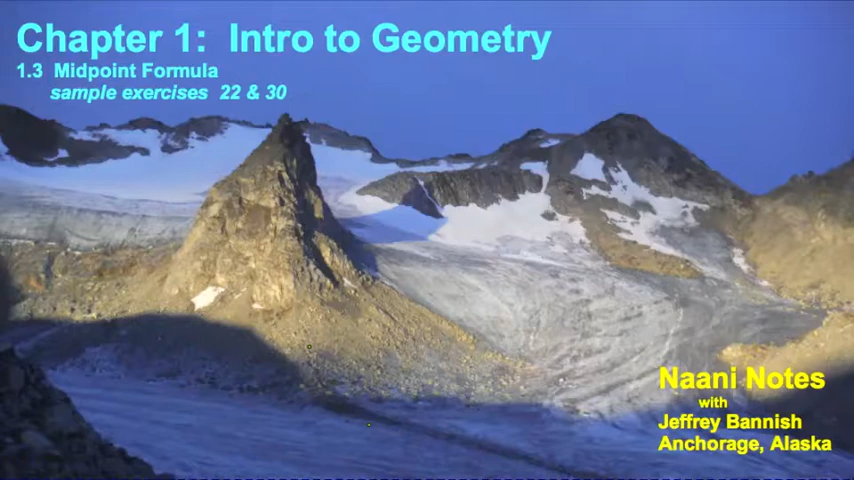 Chapter 1:  Intro to Geometry
1.3  Midpoint Formula
sample exercises  22 & 30
Naani Notes
with
Jeffrey Bannish
Anchorage, Alaska